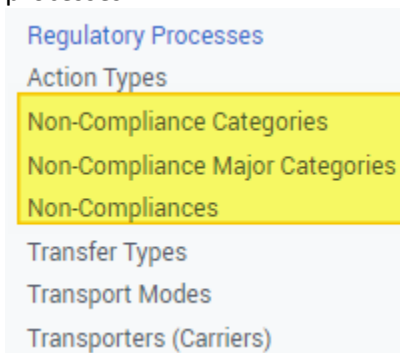 Regulatory Processes
Action Types
Non-Compliance Categories
Non-Compliance Major Categories
Non-Compliances
Transfer Types
Transport Modes
Transporters (Carriers)